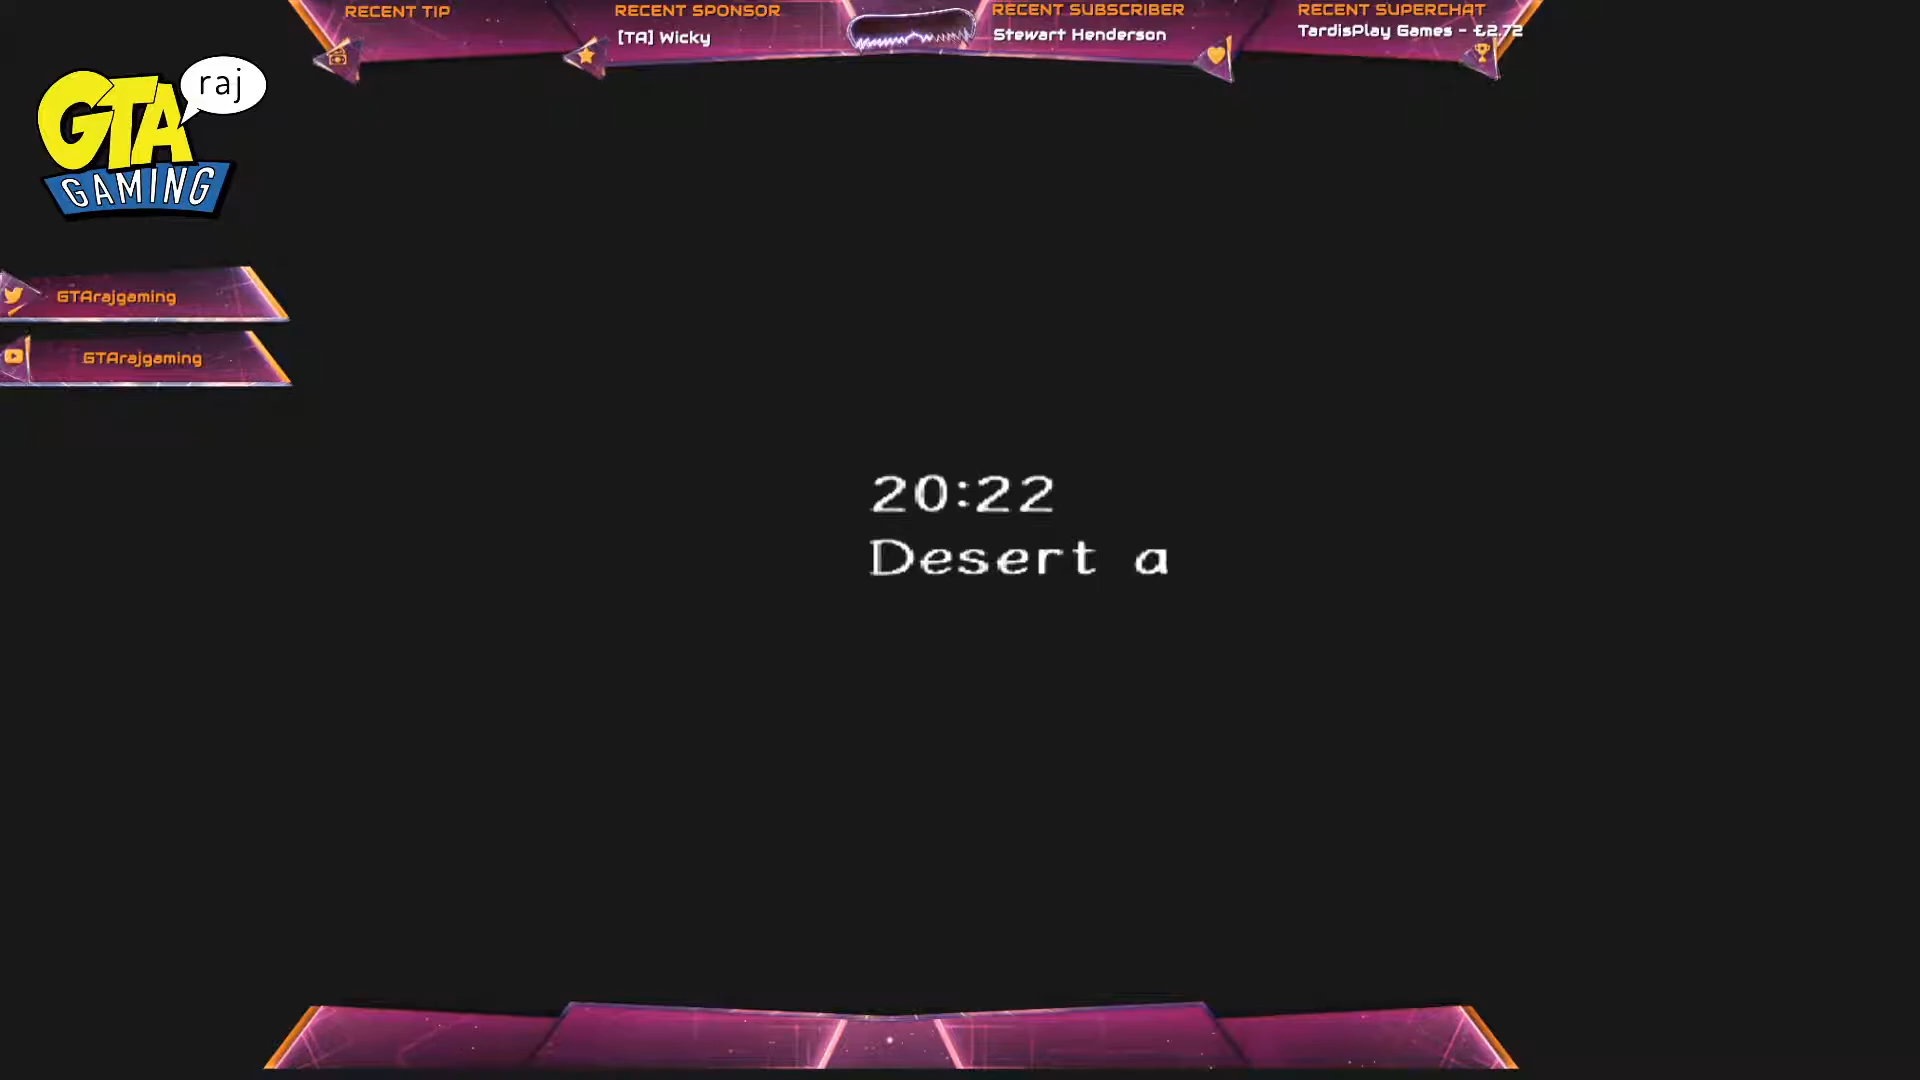 RECENT TIP
RECENT SPONSOR
[TA] Wicky
RECENT SUBSCRIBER
Stewart Henderson
RECENT SUPERCHAT
TardisPlay Games - £2.72
GTA
raj
GAMING
GTArajgaming
GTArajgaming
20:22
Desert a